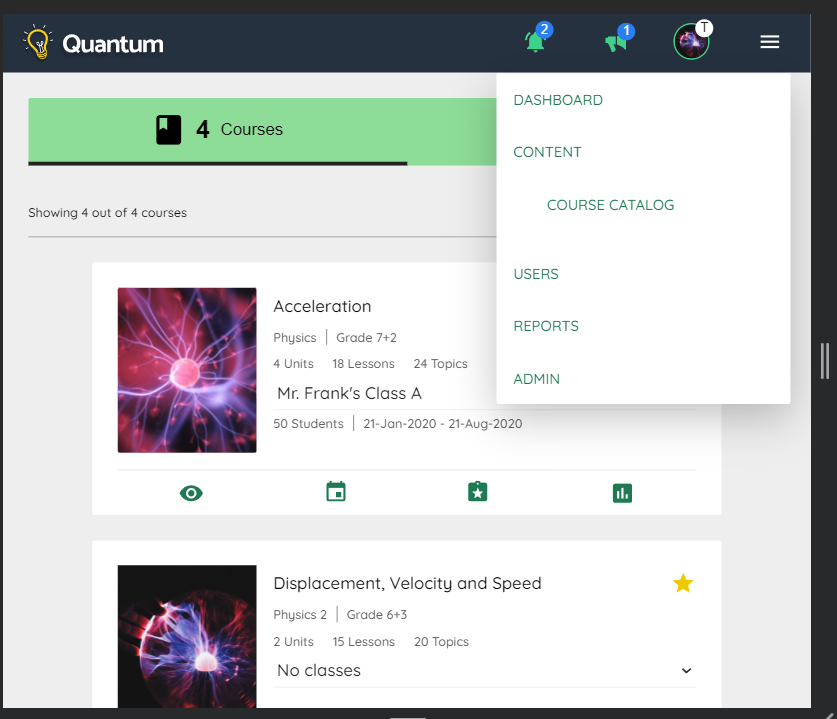 Quantum
2
1
T
DASHBOARD
CONTENT
COURSE CATALOG
USERS
REPORTS
ADMIN
4 Courses
Showing 4 out of 4 courses
Acceleration
Physics | Grade 7+2
4 Units 18 Lessons 24 Topics
Mr. Frank's Class A
50 Students | 21-Jan-2020 - 21-Aug-2020
Displacement, Velocity and Speed
Physics 2 | Grade 6+3
2 Units 15 Lessons 20 Topics
No classes